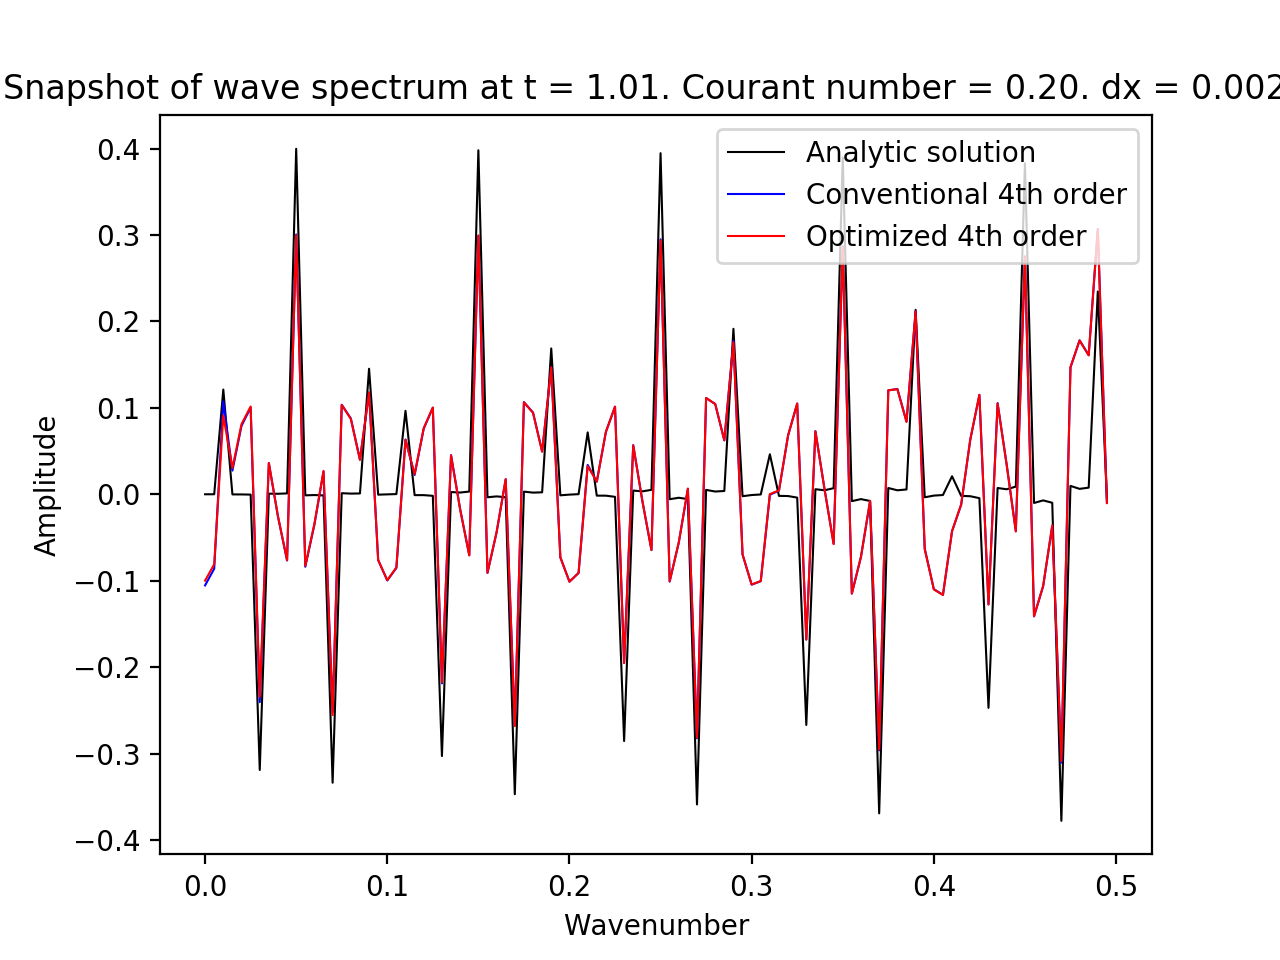 Snapshot of wave spectrum at t = 1.01. Courant number = 0.20. dx = 0.002
Analytic solution
Conventional 4th order
Optimized 4th order
Amplitude
0.4
0.3
0.2
0.1
0.0
−0.1
−0.2
−0.3
−0.4
0.0 0.1 0.2 0.3 0.4 0.5
Wavenumber